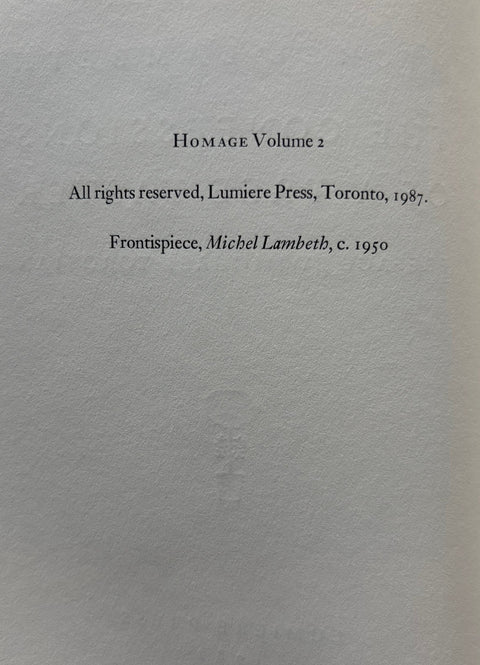 HOMAGE Volume 2
All rights reserved, Lumiere Press, Toronto, 1987.
Frontispiece, Michel Lambeth, c. 1950